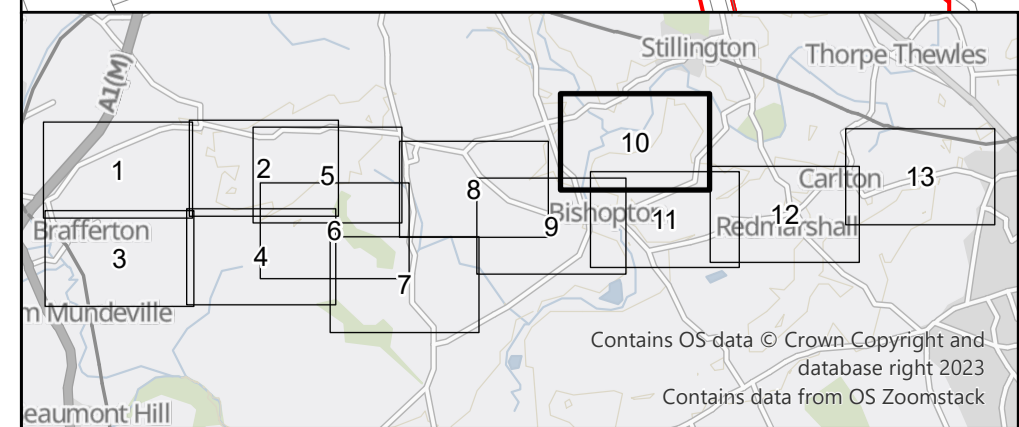 Stillington
Thorpe Thewles
A1(M)
10
1
2
5
Carlton
13
8
Bishopton
11
12
Redmarshall
9
Brafferton
6
3
4
7
m Mundeville
Contains OS data © Crown Copyright and
database right 2023
Contains data from OS Zoomstack
eaumont Hill